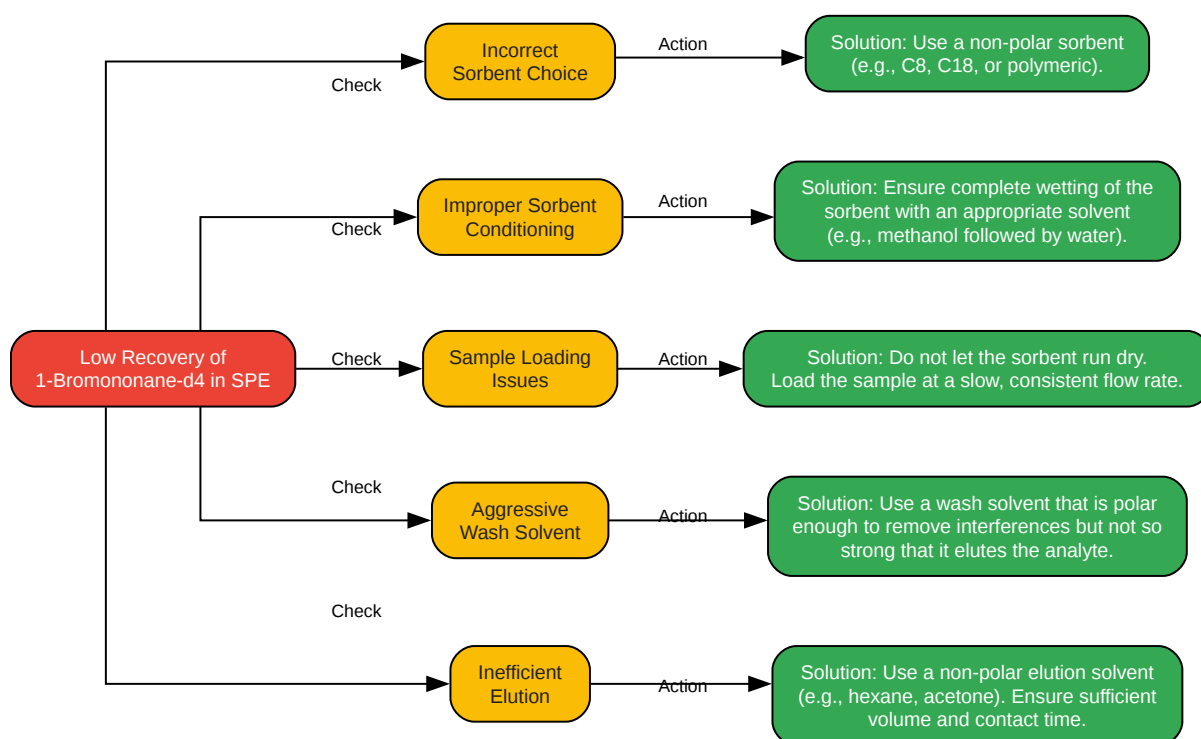 Incorrect
Sorbent Choice
Action
Solution: Use a non-polar sorbent
(e.g., C8, C18, or polymeric).
Check
Improper Sorbent
Conditioning
Action
Solution: Ensure complete wetting of the
sorbent with an appropriate solvent
(e.g., methanol followed by water).
Check
Low Recovery of
1-Bromononane-d4 in SPE
Check
Sample Loading
Issues
Action
Solution: Do not let the sorbent run dry.
Load the sample at a slow, consistent flow rate.
Check
Aggressive
Wash Solvent
Action
Solution: Use a wash solvent that is polar
enough to remove interferences but not so
strong that it elutes the analyte.
Check
Inefficient
Elution
Action
Solution: Use a non-polar elution solvent
(e.g., hexane, acetone). Ensure sufficient
volume and contact time.